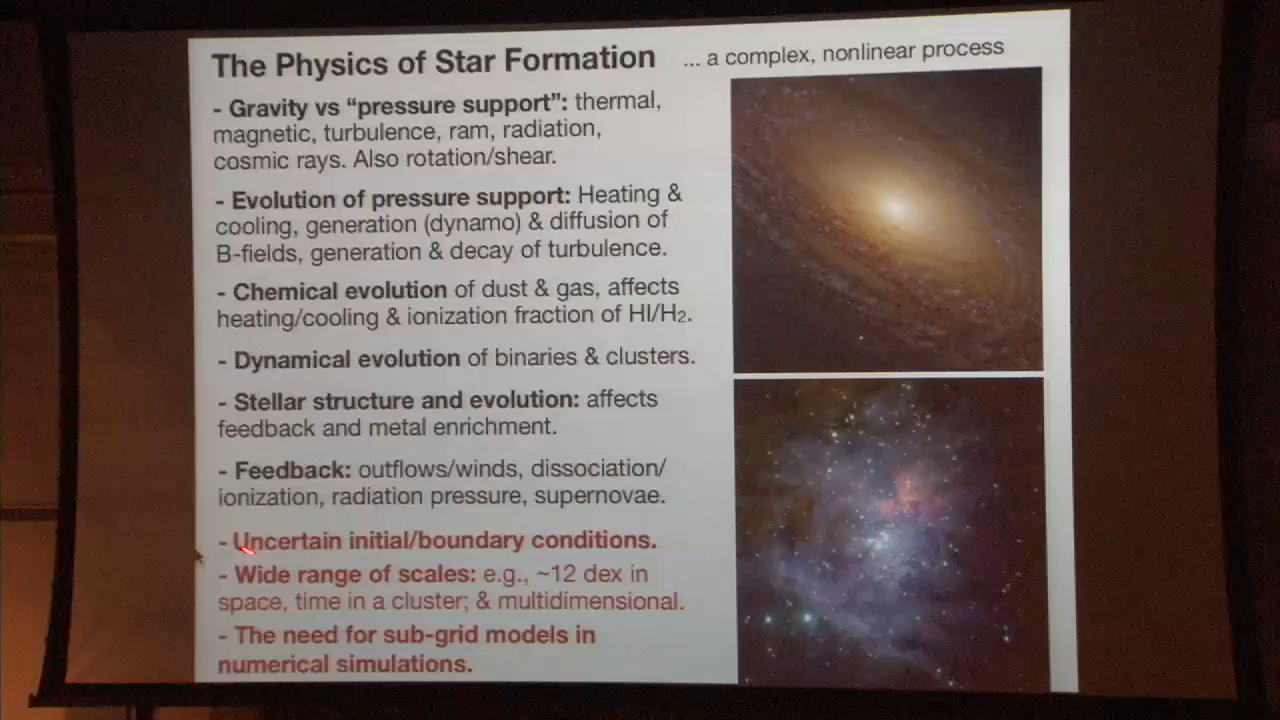 The Physics of Star Formation ... a complex, nonlinear process
- Gravity vs “pressure support”: thermal,
magnetic, turbulence, ram, radiation,
cosmic rays. Also rotation/shear.
- Evolution of pressure support: Heating &
cooling, generation (dynamo) & diffusion of
B-fields, generation & decay of turbulence.
- Chemical evolution of dust & gas, affects
heating/cooling & ionization fraction of HI/H₂.
- Dynamical evolution of binaries & clusters.
- Stellar structure and evolution: affects
feedback and metal enrichment.
- Feedback: outflows/winds, dissociation/
ionization, radiation pressure, supernovae.
- Uncertain initial/boundary conditions.
- Wide range of scales: e.g., ~12 dex in
space, time in a cluster; & multidimensional.
- The need for sub-grid models in
numerical simulations.